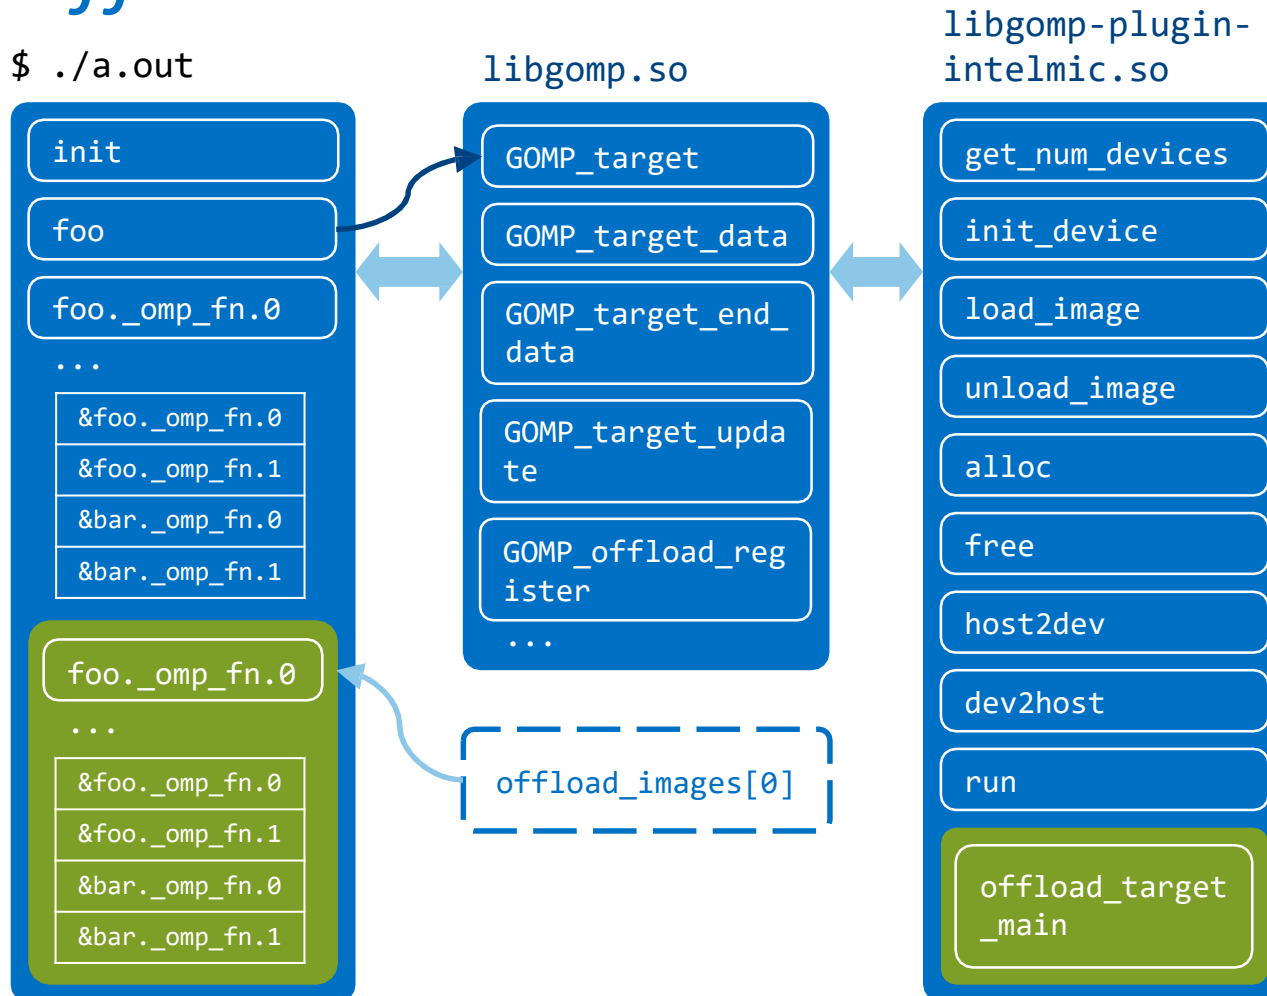 $ ./a.out
init
foo
foo._omp_fn.0
...
&foo._omp_fn.0
&foo._omp_fn.1
&bar._omp_fn.0
&bar._omp_fn.1
foo._omp_fn.0
...
&foo._omp_fn.0
&foo._omp_fn.1
&bar._omp_fn.0
&bar._omp_fn.1
libgomp.so
GOMP_target
GOMP_target_data
GOMP_target_end_
data
GOMP_target_upda
te
GOMP_offload_reg
ister
...
offload_images[0]
libgomp-plugin-
intelmic.so
get_num_devices
init_device
load_image
unload_image
alloc
free
host2dev
dev2host
run
offload_target
_main